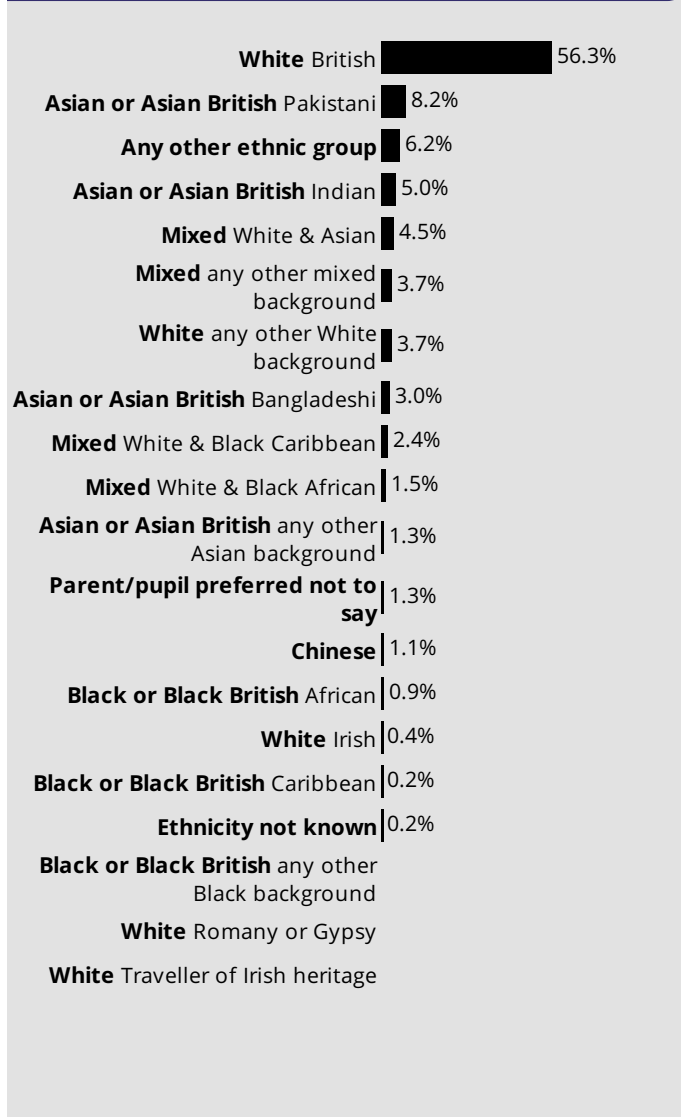 White British 56.3%
Asian or Asian British Pakistani 8.2%
Any other ethnic group 6.2%
Asian or Asian British Indian 5.0%
Mixed White & Asian 4.5%
Mixed any other mixed
background 3.7%
White any other White
background 3.7%
Asian or Asian British Bangladeshi 3.0%
Mixed White & Black Caribbean 2.4%
Mixed White & Black African 1.5%
Asian or Asian British any other
Asian background 1.3%
Parent/pupil preferred not to
say 1.3%
Chinese 1.1%
Black or Black British African 0.9%
White Irish 0.4%
Black or Black British Caribbean 0.2%
Ethnicity not known 0.2%
Black or Black British any other
Black background
White Romany or Gypsy
White Traveller of Irish heritage